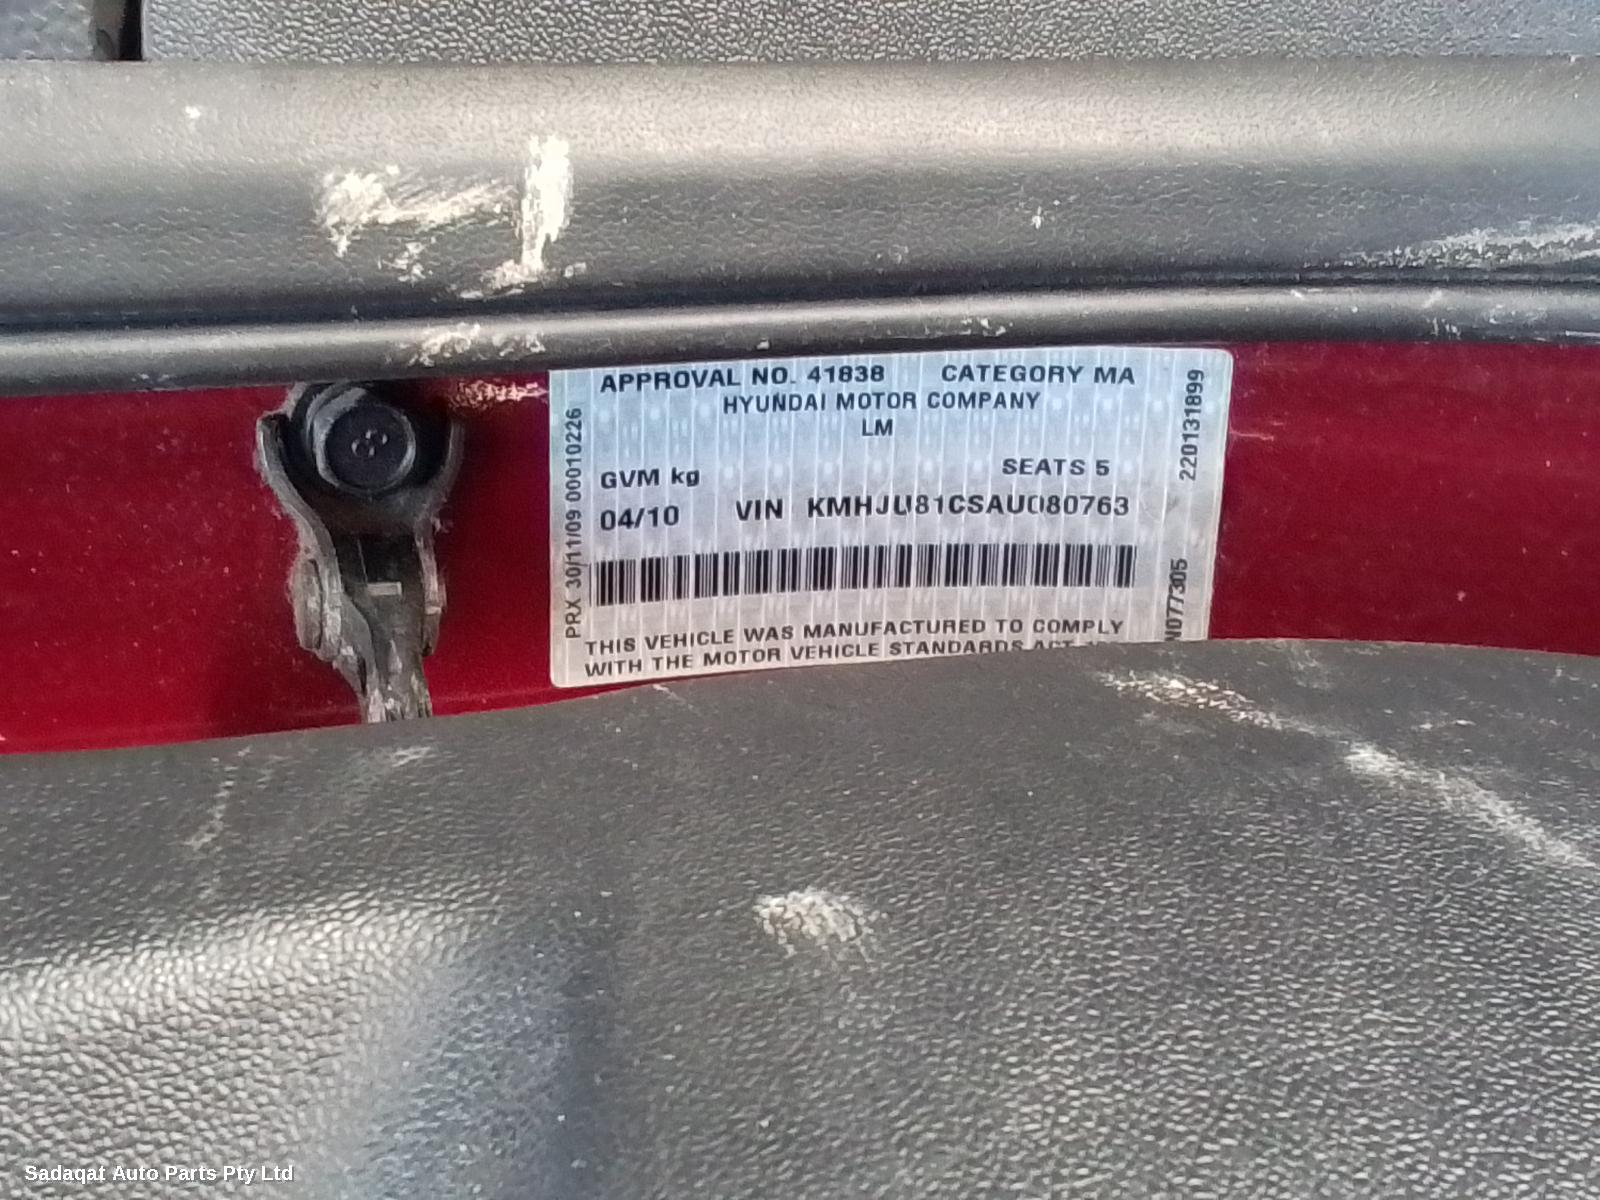 APPROVAL NO. 41838 CATEGORY MA
HYUNDAI MOTOR COMPANY
LM
GVM kg SEATS 5
04/10 VIN KMHJU81CSAU080763
THIS VEHICLE WAS MANUFACTURED TO COMPLY
WITH THE MOTOR VEHICLE STANDARDS ACT
PRX 30/11/09 00010226
220131899
N077305
Sadaqat Auto Parts Pty Ltd